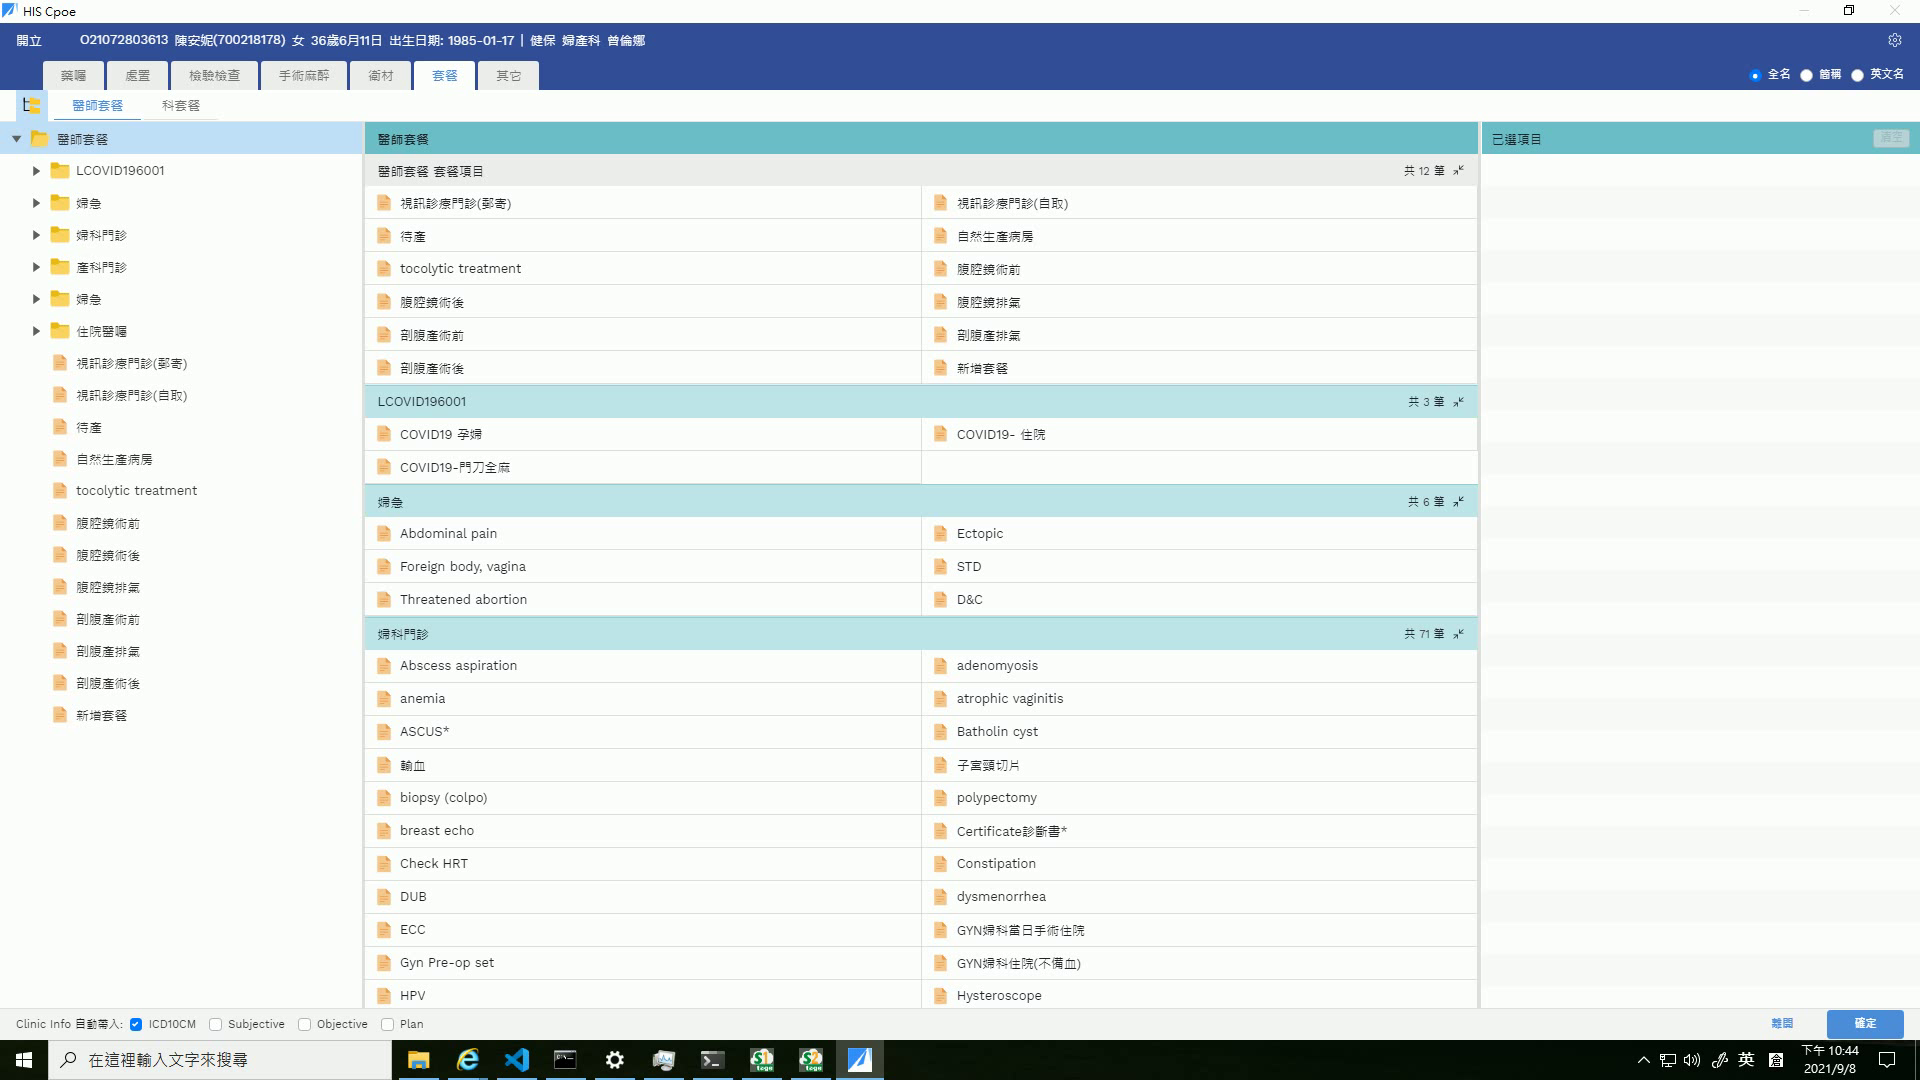 HIS Cpoe
開立 O21072803613 陳安妮(700218178) 女 36歲6月11日 出生日期: 1985-01-17 | 健保 婦產科 曾倫娜
藥囑 處置 檢驗檢查 手術麻醉 衛材 套餐 其它 全名 簡稱 英文名
醫師套餐 科套餐
醫師套餐
LCOVID196001
婦急
婦科門診
產科門診
婦急
住院醫囑
視訊診療門診(郵寄)
視訊診療門診(自取)
待產
自然生產病房
tocolytic treatment
腹腔鏡術前
腹腔鏡術後
腹腔鏡排氣
剖腹產術前
剖腹產排氣
剖腹產術後
新增套餐
醫師套餐
醫師套餐 套餐項目 共 12 筆
視訊診療門診(郵寄) 視訊診療門診(自取)
待產 自然生產病房
tocolytic treatment 腹腔鏡術前
腹腔鏡術後 腹腔鏡排氣
剖腹產術前 剖腹產排氣
剖腹產術後 新增套餐
LCOVID196001 共 3 筆
COVID19 孕婦 COVID19- 住院
COVID19-門刀全麻
婦急 共 6 筆
Abdominal pain Ectopic
Foreign body, vagina STD
Threatened abortion D&C
婦科門診 共 71 筆
Abscess aspiration adenomyosis
anemia atrophic vaginitis
ASCUS* Batholin cyst
輸血 子宮頸切片
biopsy (colpo) polypectomy
breast echo Certificate診斷書*
Check HRT Constipation
DUB dysmenorrhea
ECC GYN婦科當日手術住院
Gyn Pre-op set GYN婦科住院(不備血)
HPV Hysteroscope
已選項目 清空
Clinic Info 自動帶入: ICD10CM Subjective Objective Plan 離開 確定
在這裡輸入文字來搜尋
英 下午 10:44
2021/9/8